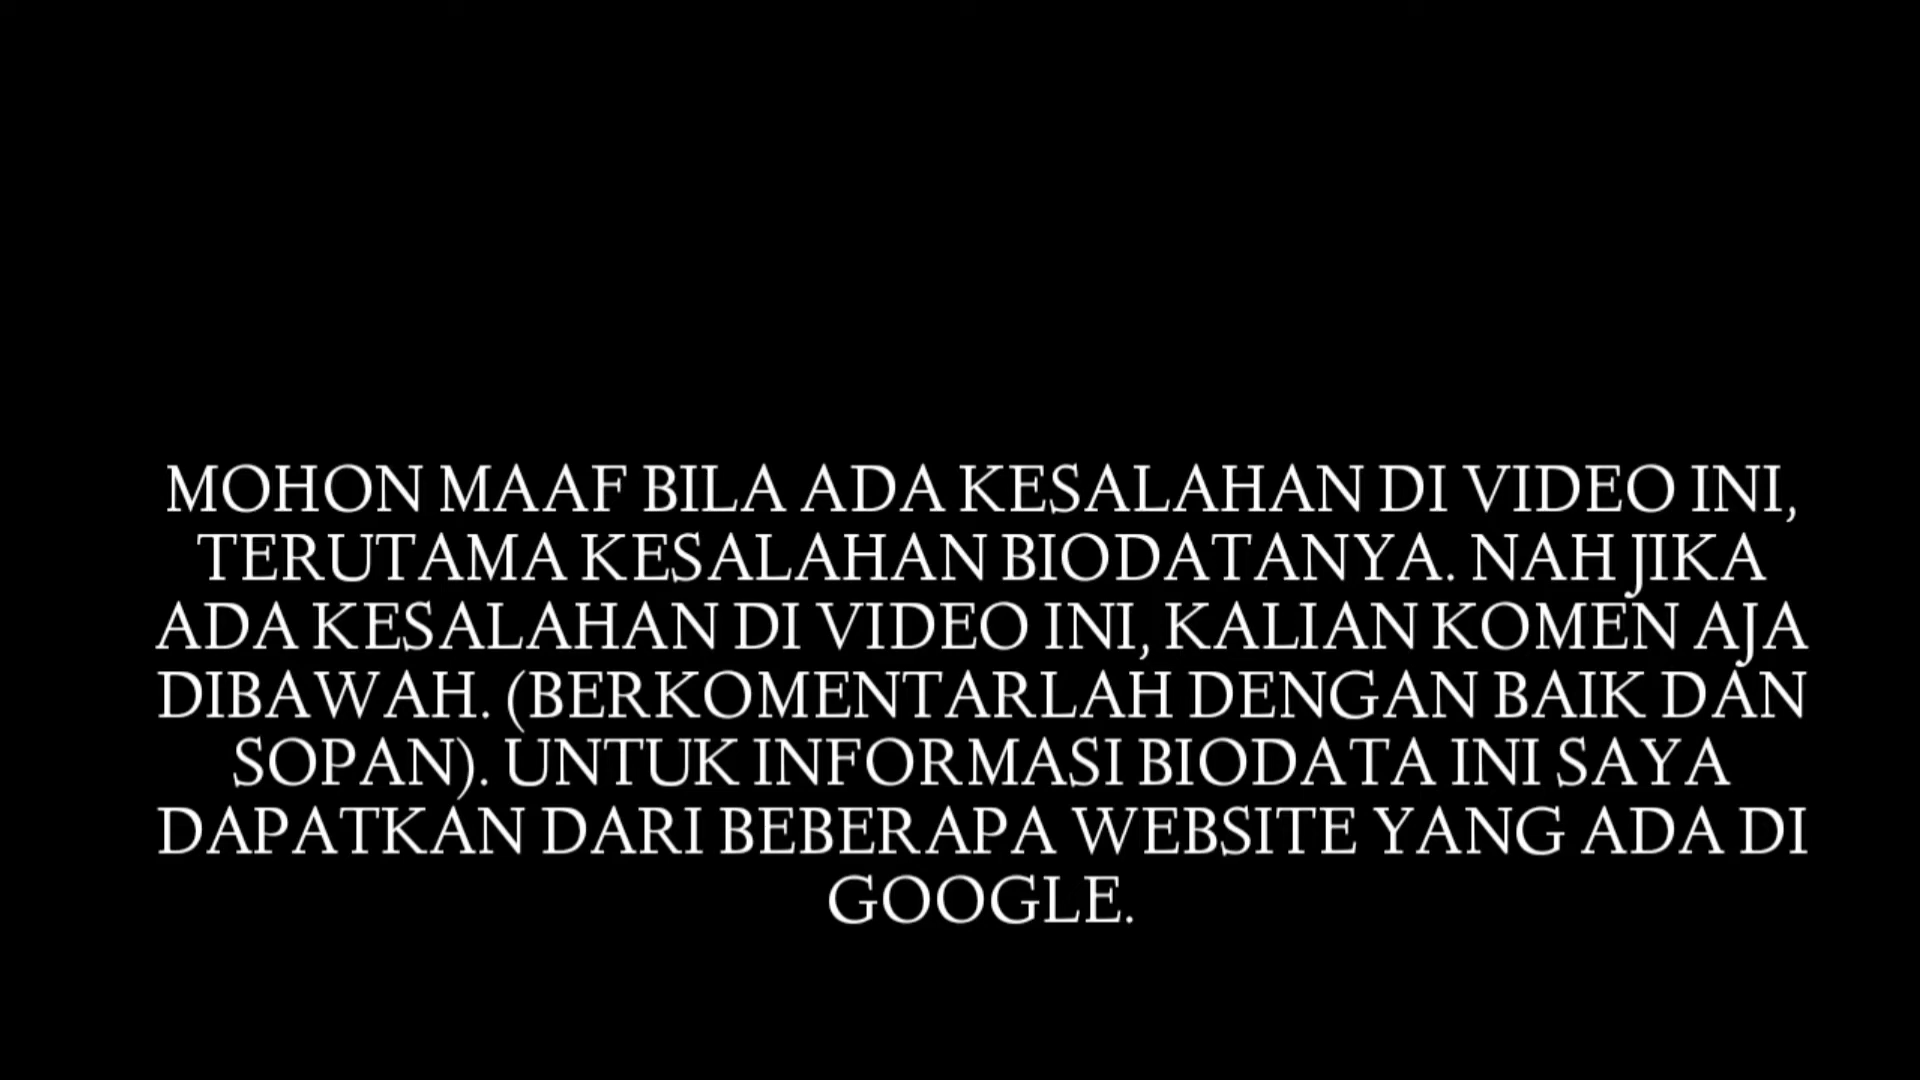 MOHON MAAF BILA ADA KESALAHAN DI VIDEO INI,
TERUTAMA KESALAHAN BIODATANYA. NAH JIKA
ADA KESALAHAN DI VIDEO INI, KALIAN KOMEN AJA
DIBAWAH. (BERKOMENTARLAH DENGAN BAIK DAN
SOPAN). UNTUK INFORMASI BIODATA INI SAYA
DAPATKAN DARI BEBERAPA WEBSITE YANG ADA DI
GOOGLE.